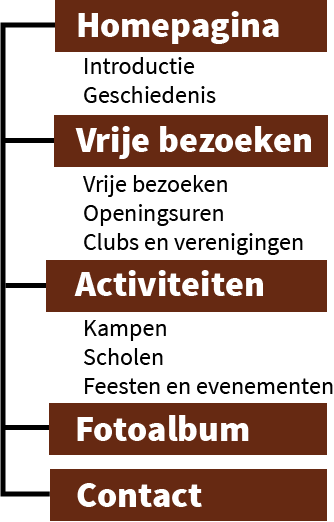 Homepagina
Introductie
Geschiedenis
Vrije bezoeken
Vrije bezoeken
Openingsuren
Clubs en verenigingen
Activiteiten
Kampen
Scholen
Feesten en evenementen
Fotoalbum
Contact